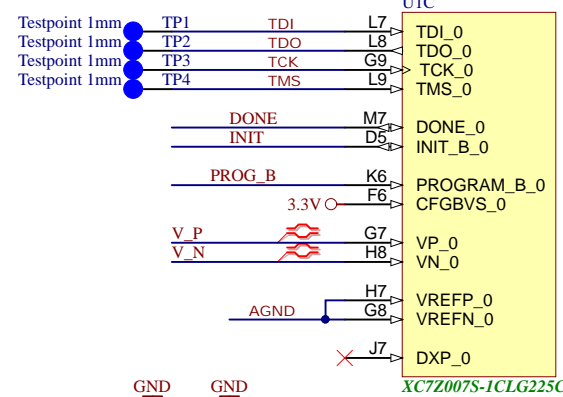 U1C
Testpoint 1mm TP1 TDI L7 TDI_0
Testpoint 1mm TP2 TDO L8 TDO_0
Testpoint 1mm TP3 TCK G9 TCK_0
Testpoint 1mm TP4 TMS L9 TMS_0
DONE M7 DONE_0
INIT D5 INIT_B_0
PROG_B K6 PROGRAM_B_0
3.3V F6 CFGBVS_0
V_P G7 VP_0
V_N H8 VN_0
H7 VREFP_0
AGND G8 VREFN_0
J7 DXP_0
GND GND XC7Z007S-1CLG225C